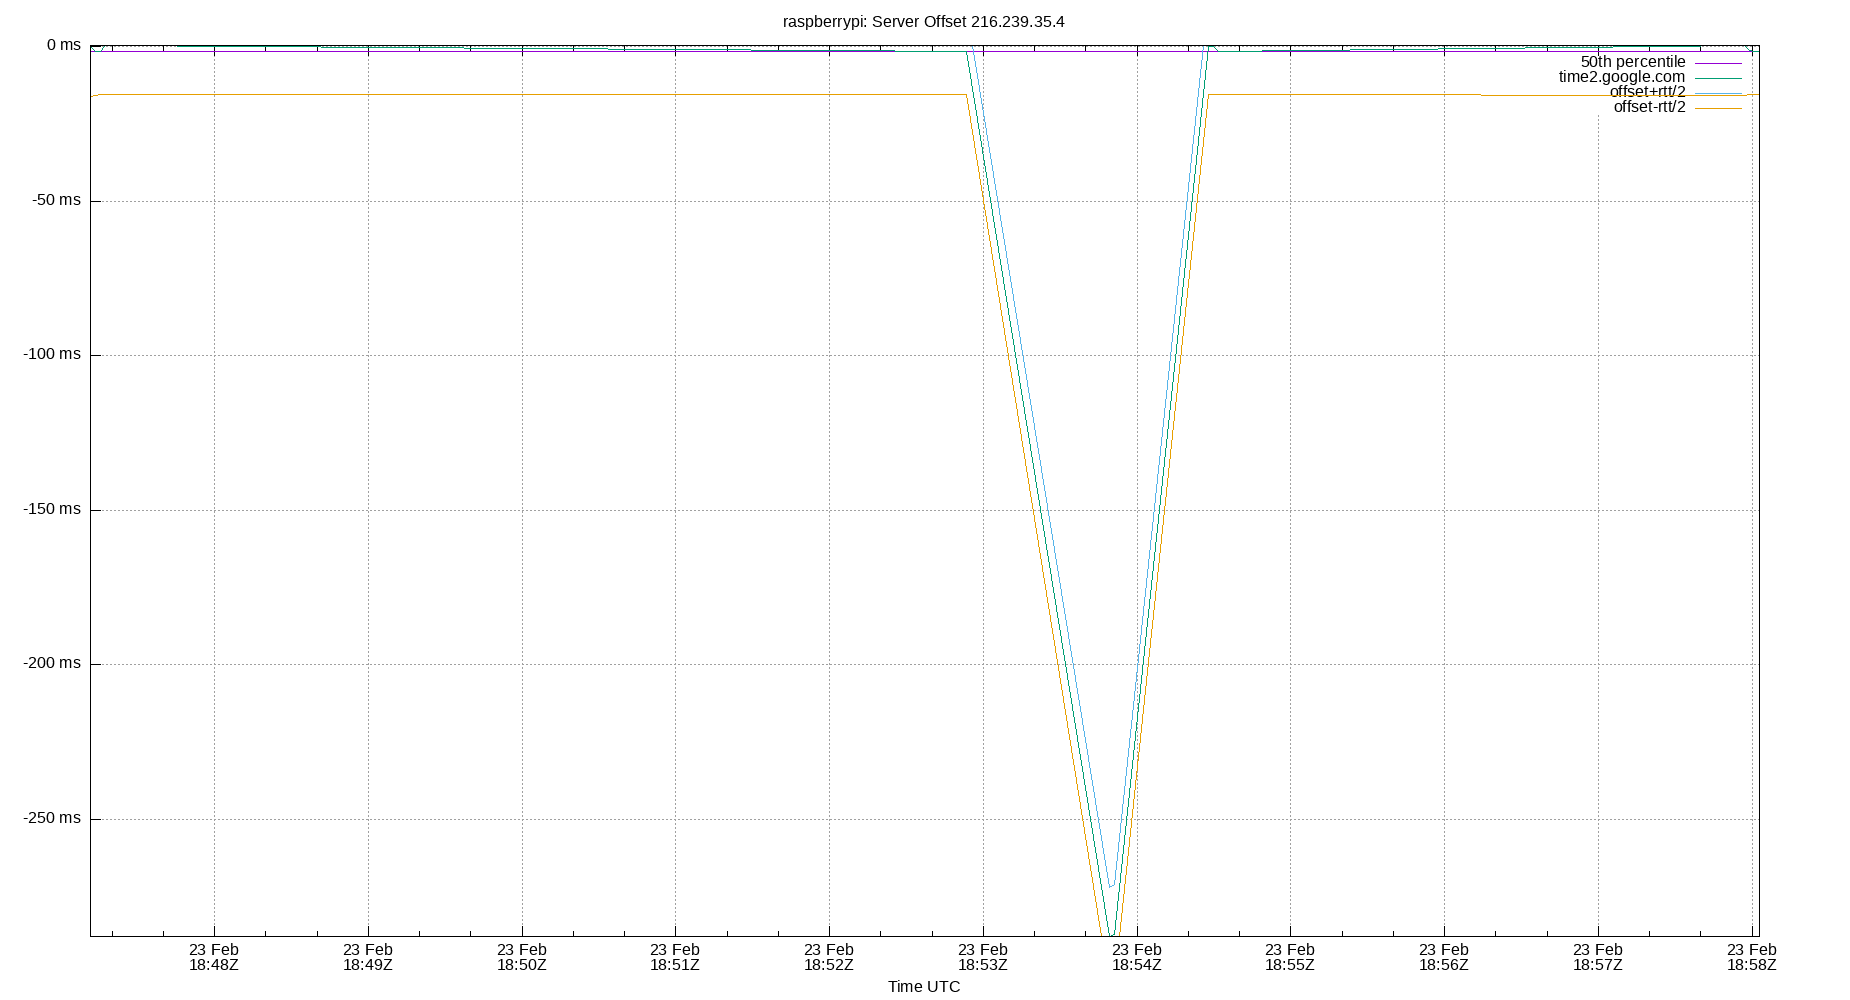 raspberrypi: Server Offset 216.239.35.4
0 ms
-50 ms
-100 ms
-150 ms
-200 ms
-250 ms
50th percentile
time2.google.com
offset+rtt/2
offset-rtt/2
23 Feb 23 Feb 23 Feb 23 Feb 23 Feb 23 Feb 23 Feb 23 Feb 23 Feb 23 Feb 23 Feb
18:48Z 18:49Z 18:50Z 18:51Z 18:52Z 18:53Z 18:54Z 18:55Z 18:56Z 18:57Z 18:58Z
Time UTC